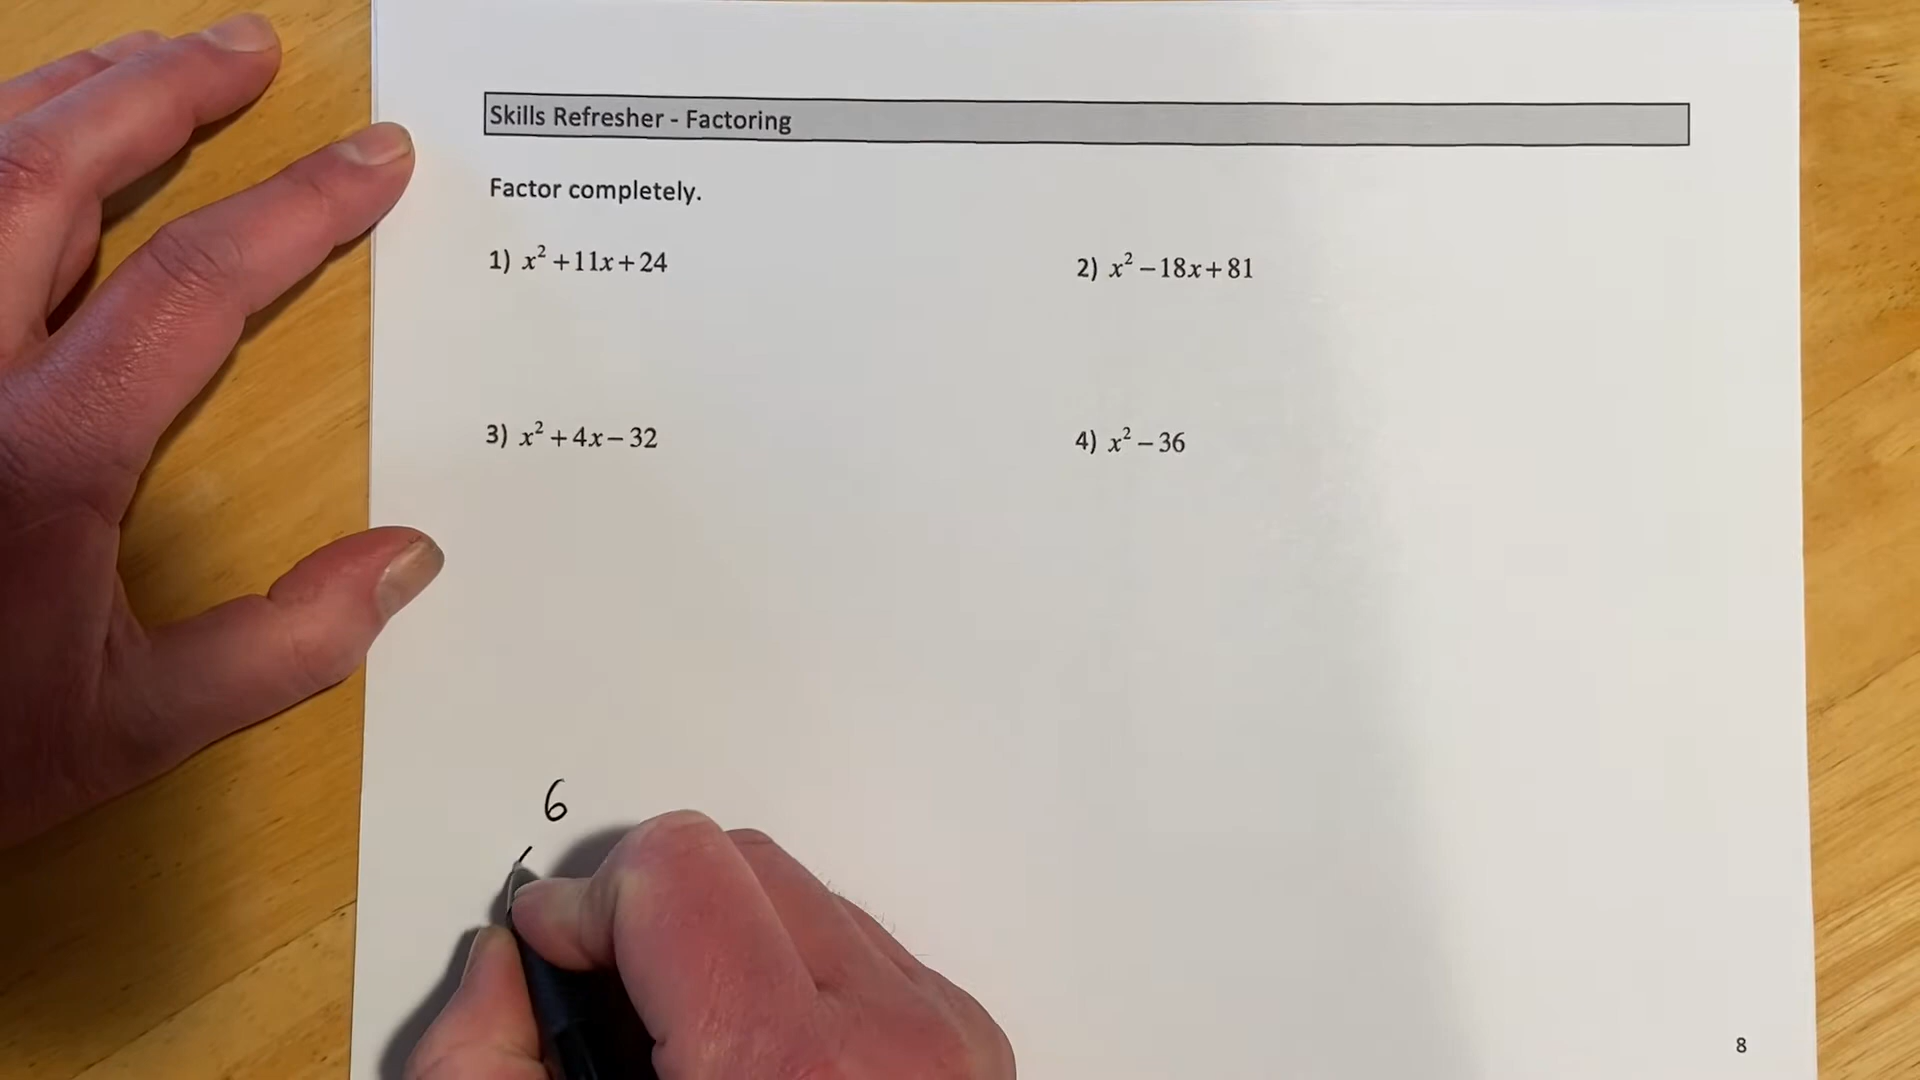 Skills Refresher - Factoring
Factor completely.
1) x² + 11x + 24
2) x² – 18x + 81
3) x² + 4x – 32
4) x² – 36
6
8